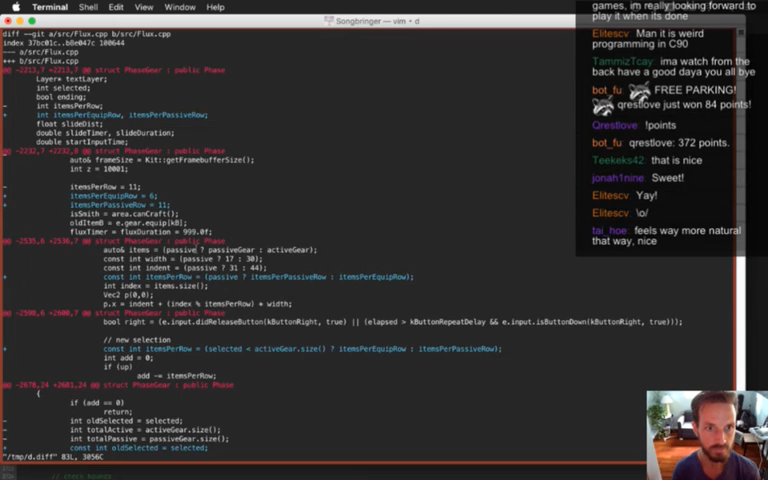 Terminal Shell Edit View Window Help
Songbringer — vim • d
diff --git a/src/Flux.cpp b/src/Flux.cpp
index 37bc01c..b8e047c 100644
--- a/src/Flux.cpp
+++ b/src/Flux.cpp
@@ -2213,7 +2213,7 @@ struct PhaseGear : public Phase
Layer* textLayer;
int selected;
bool ending;
- int itemsPerRow;
+ int itemsPerEquipRow, itemsPerPassiveRow;
float slideDist;
double slideTimer, slideDuration;
double startInputTime;
@@ -2232,7 +2232,8 @@ struct PhaseGear : public Phase
auto& frameSize = Kit::getFramebufferSize();
int z = 10001;
- itemsPerRow = 11;
+ itemsPerEquipRow = 6;
+ itemsPerPassiveRow = 11;
isSmith = area.canCraft();
oldItemB = e.gear.equip[kB];
fluxTimer = fluxDuration = 999.0f;
@@ -2535,6 +2536,7 @@ struct PhaseGear : public Phase
auto& items = (passive ? passiveGear : activeGear);
const int width = (passive ? 17 : 30);
const int indent = (passive ? 31 : 44);
+ const int itemsPerRow = (passive ? itemsPerPassiveRow : itemsPerEquipRow);
int index = items.size();
Vec2 p(0,0);
p.x = indent + (index % itemsPerRow) * width;
@@ -2598,6 +2600,7 @@ struct PhaseGear : public Phase
bool right = (e.input.didReleaseButton(kButtonRight, true) || (elapsed > kButtonRepeatDelay && e.input.isButtonDown(kButtonRight, true)));
// new selection
+ const int itemsPerRow = (selected < activeGear.size() ? itemsPerEquipRow : itemsPerPassiveRow);
int add = 0;
if (up)
add -= itemsPerRow;
@@ -2678,24 +2681,24 @@ struct PhaseGear : public Phase
{
if (add == 0)
return;
- int oldSelected = selected;
- int totalActive = activeGear.size();
- int totalPassive = passiveGear.size();
+ const int oldSelected = selected;
"/tmp/d.diff" 83L, 3056C
games, im really looking forward to
play it when its done
Elitescv Man it is weird
programming in C90
TammizTcay ima watch from the
back have a good daya you all bye
bot_fu FREE PARKING!
qrestlove just won 84 points!
Qrestlove !points
bot_fu qrestlove: 372 points.
Teekeks42 that is nice
jonah1nine Sweet!
Elitescv Yay!
Elitescv \o/
tai_hoe feels way more natural
that way, nice